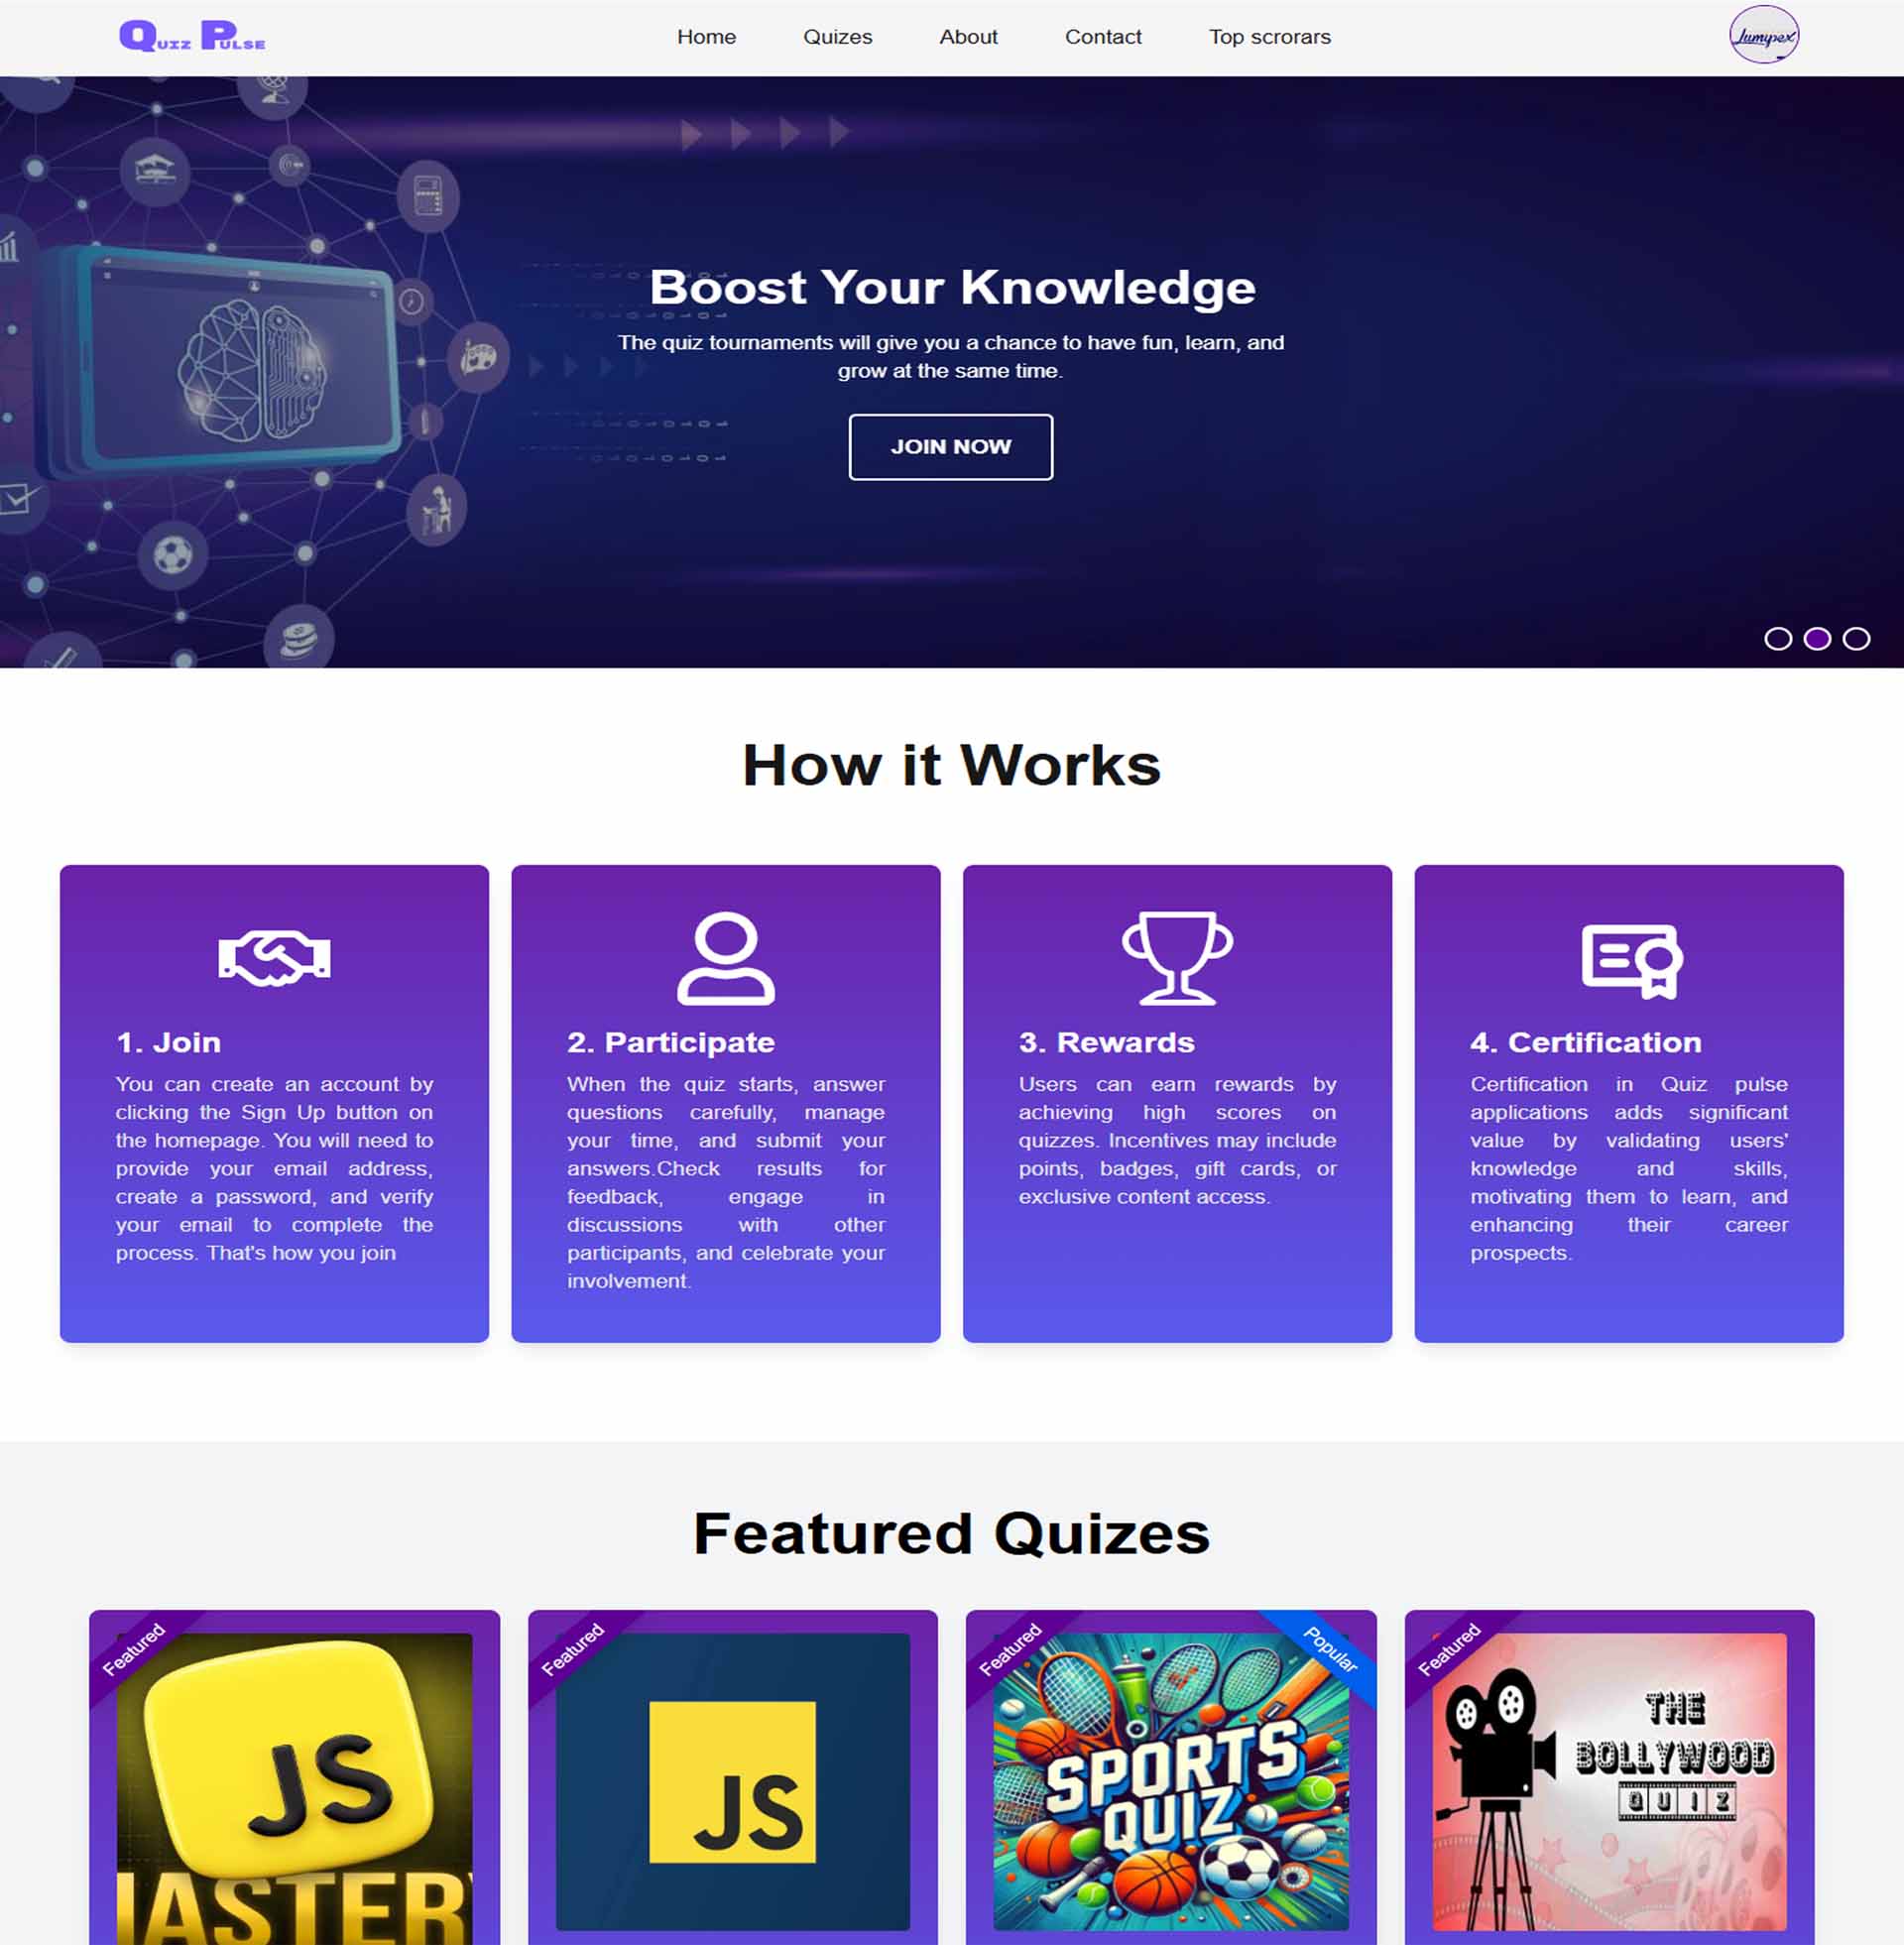 Quiz Pulse
Home Quizes About Contact Top scrorars
Jumpex
Boost Your Knowledge
The quiz tournaments will give you a chance to have fun, learn, and
grow at the same time.
JOIN NOW
How it Works
1. Join
You can create an account by
clicking the Sign Up button on
the homepage. You will need to
provide your email address,
create a password, and verify
your email to complete the
process. That's how you join
2. Participate
When the quiz starts, answer
questions carefully, manage
your time, and submit your
answers.Check results for
feedback, engage in
discussions with other
participants, and celebrate your
involvement.
3. Rewards
Users can earn rewards by
achieving high scores on
quizzes. Incentives may include
points, badges, gift cards, or
exclusive content access.
4. Certification
Certification in Quiz pulse
applications adds significant
value by validating users'
knowledge and skills,
motivating them to learn, and
enhancing their career
prospects.
Featured Quizes
Featured
JS
MASTERY
Featured
JS
Featured
Popular
SPORTS
QUIZ
Featured
THE
BOLLYWOOD
QUIZ